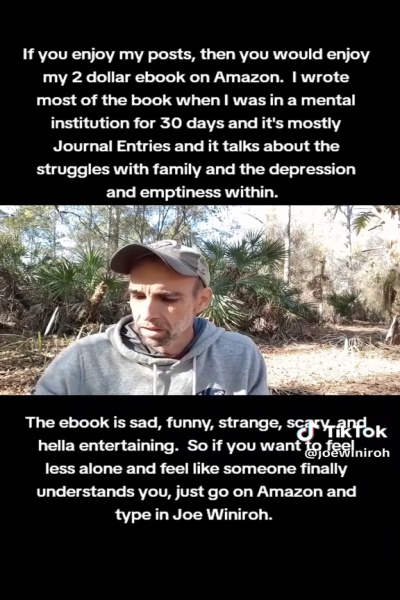 If you enjoy my posts, then you would enjoy
my 2 dollar ebook on Amazon.  I wrote
most of the book when I was in a mental
institution for 30 days and it's mostly
Journal Entries and it talks about the
struggles with family and the depression
and emptiness within.
The ebook is sad, funny, strange, scary, and
hella entertaining.  So if you want to feel
less alone and feel like someone finally
understands you, just go on Amazon and
type in Joe Winiroh.
TikTok
@joewiniroh